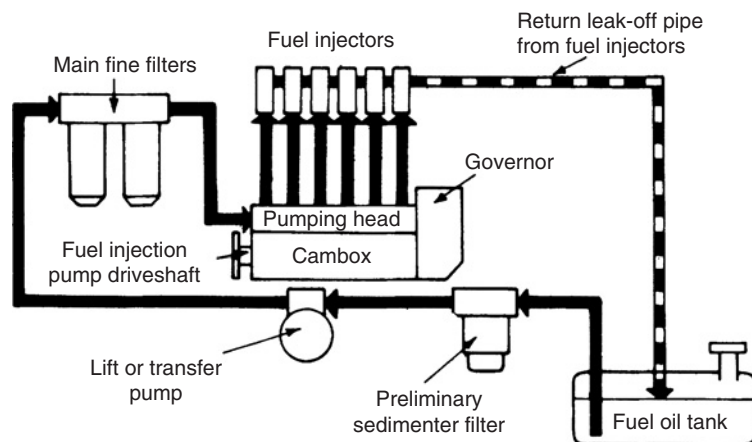 Return leak-off pipe
from fuel injectors
Fuel injectors
Main fine filters
Governor
Pumping head
Fuel injection
pump driveshaft
Cambox
Lift or transfer
pump
Preliminary
sedimenter filter
Fuel oil tank